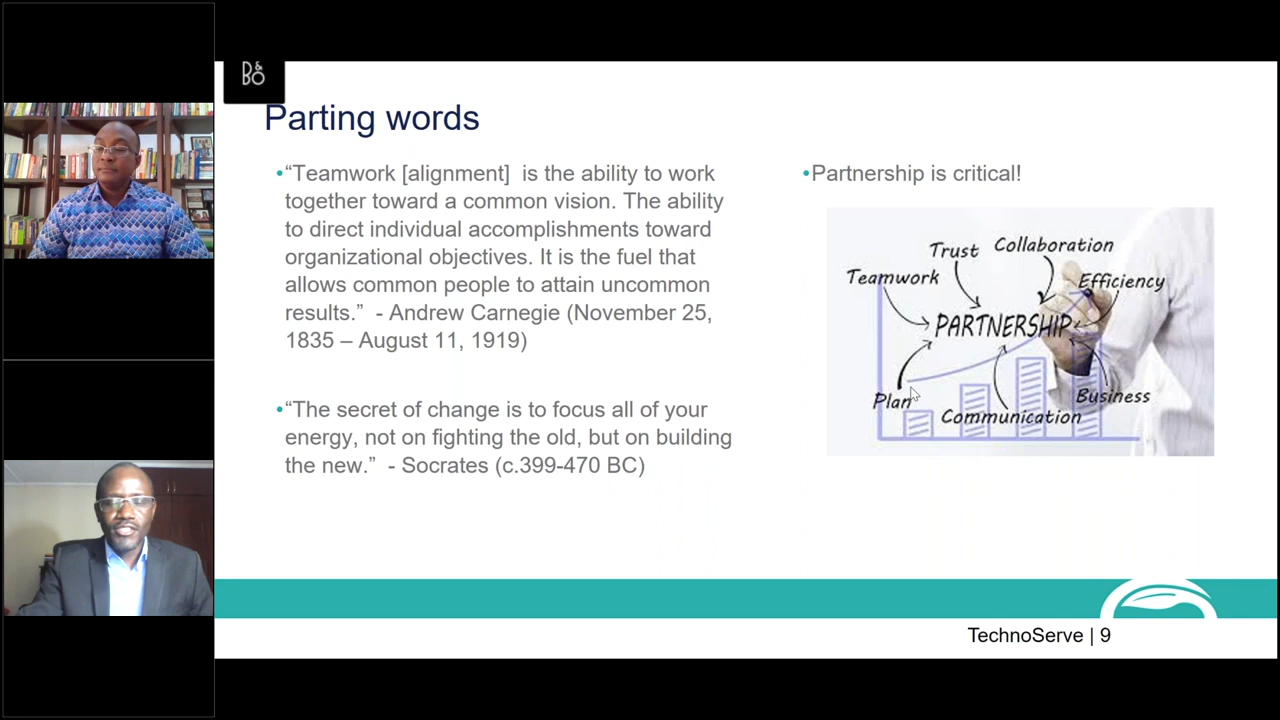 B&O
Parting words
•“Teamwork [alignment] is the ability to work
together toward a common vision. The ability
to direct individual accomplishments toward
organizational objectives. It is the fuel that
allows common people to attain uncommon
results.” - Andrew Carnegie (November 25,
1835 – August 11, 1919)
•“The secret of change is to focus all of your
energy, not on fighting the old, but on building
the new.” - Socrates (c.399-470 BC)
•Partnership is critical!
Trust
Collaboration
Teamwork
Efficiency
PARTNERSHIP
Plan
Communication
Business
TechnoServe | 9